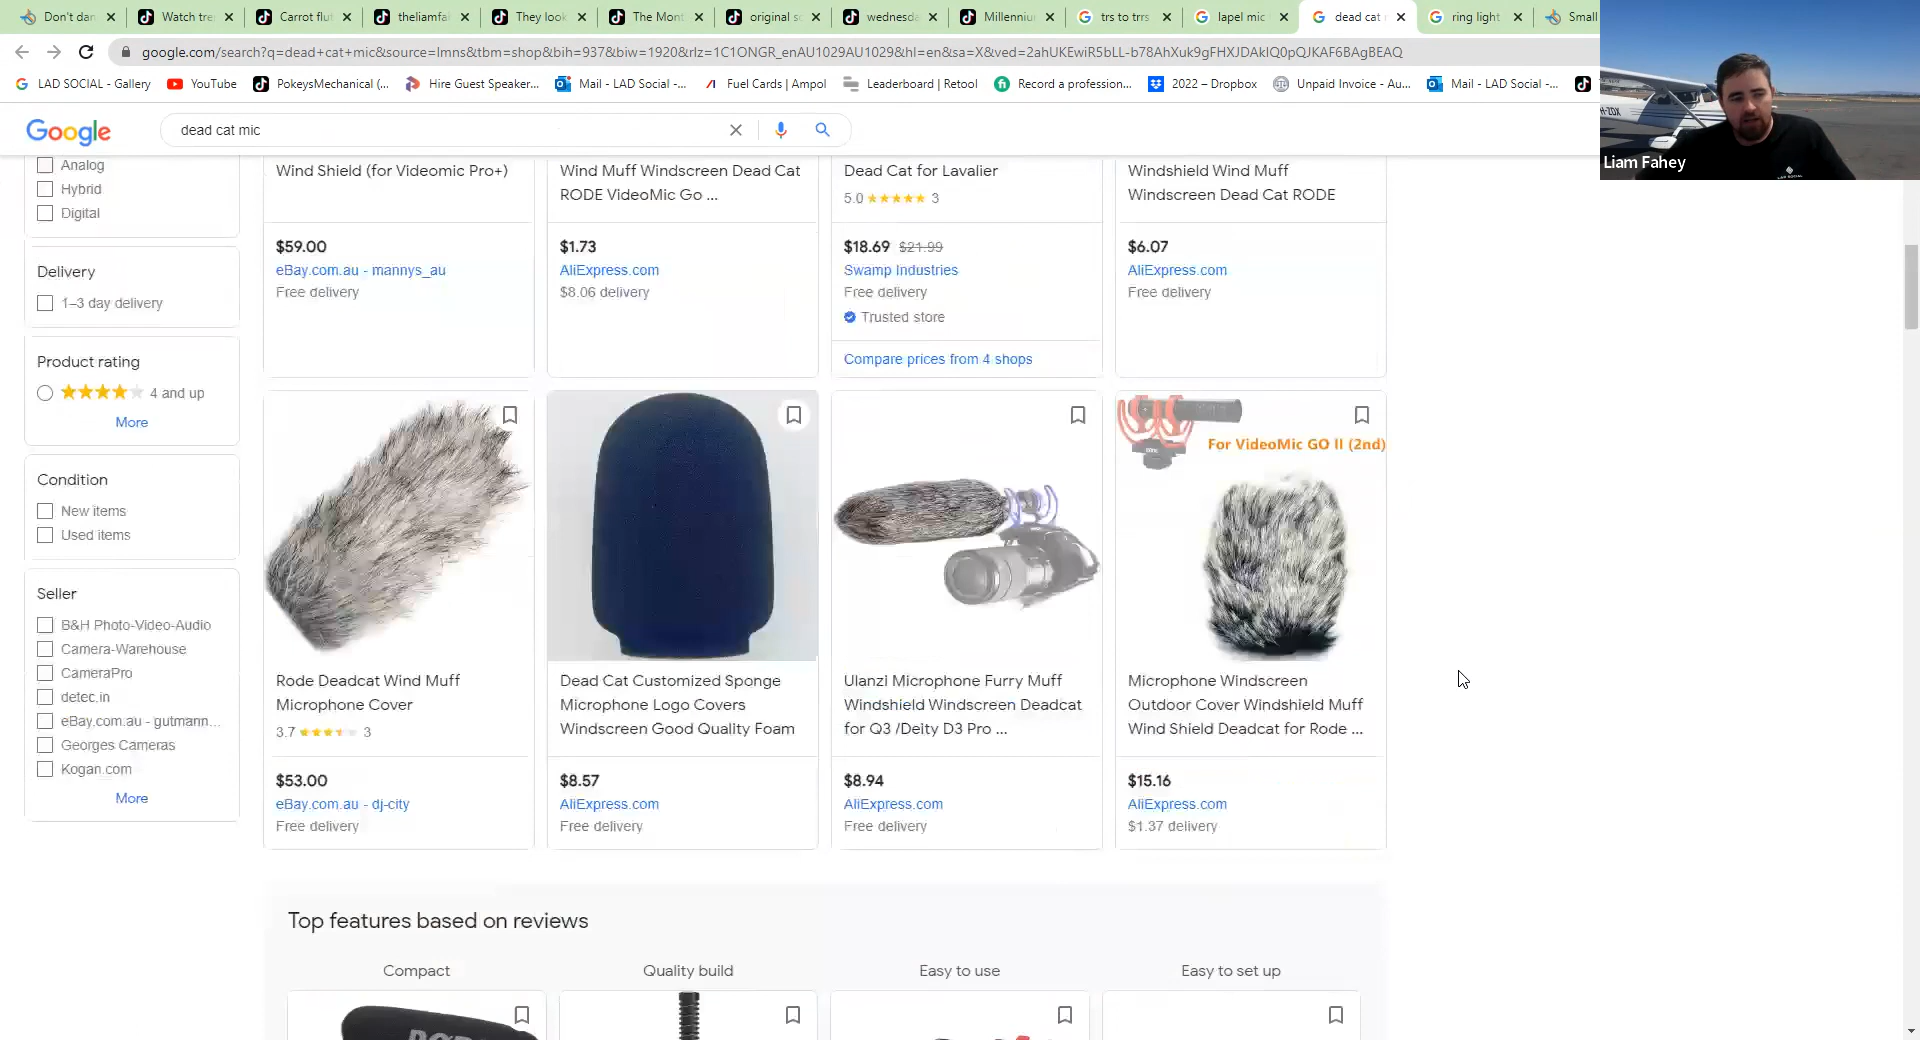 Don't dan
Watch tre
Carrot flut
theliamfal
They look
The Mont
original so
wednesda
Millenniu
trs to trrs
lapel mic
dead cat
ring light
Small
google.com/search?q=dead+cat+mic&source=lmns&tbm=shop&bih=937&biw=1920&rlz=1C1ONGR_enAU1029AU1029&hl=en&sa=X&ved=2ahUKEwiR5bLL-b78AhXuk9gFHXJDAkIQ0pQJKAF6BAgBEAQ
LAD SOCIAL - Gallery
YouTube
PokeysMechanical (...
Hire Guest Speaker...
Mail - LAD Social -...
Fuel Cards | Ampol
Leaderboard | Retool
Record a profession...
2022 – Dropbox
Unpaid Invoice - Au...
Mail - LAD Social -...
Liam Fahey
Google
dead cat mic
Analog
Hybrid
Digital
Delivery
1–3 day delivery
Product rating
4 and up
More
Condition
New items
Used items
Seller
B&H Photo-Video-Audio
Camera-Warehouse
CameraPro
detec.in
eBay.com.au - gutmann...
Georges Cameras
Kogan.com
More
Wind Shield (for Videomic Pro+)
$59.00
eBay.com.au - mannys_au
Free delivery
Wind Muff Windscreen Dead Cat
RODE VideoMic Go ...
$1.73
AliExpress.com
$8.06 delivery
Dead Cat for Lavalier
5.0 3
$18.69 $21.99
Swamp Industries
Free delivery
Trusted store
Compare prices from 4 shops
Windshield Wind Muff
Windscreen Dead Cat RODE
$6.07
AliExpress.com
Free delivery
For VideoMic GO II (2nd)
Rode Deadcat Wind Muff
Microphone Cover
3.7 3
$53.00
eBay.com.au - dj-city
Free delivery
Dead Cat Customized Sponge
Microphone Logo Covers
Windscreen Good Quality Foam
$8.57
AliExpress.com
Free delivery
Ulanzi Microphone Furry Muff
Windshield Windscreen Deadcat
for Q3 /Deity D3 Pro ...
$8.94
AliExpress.com
Free delivery
Microphone Windscreen
Outdoor Cover Windshield Muff
Wind Shield Deadcat for Rode ...
$15.16
AliExpress.com
$1.37 delivery
Top features based on reviews
Compact
Quality build
Easy to use
Easy to set up